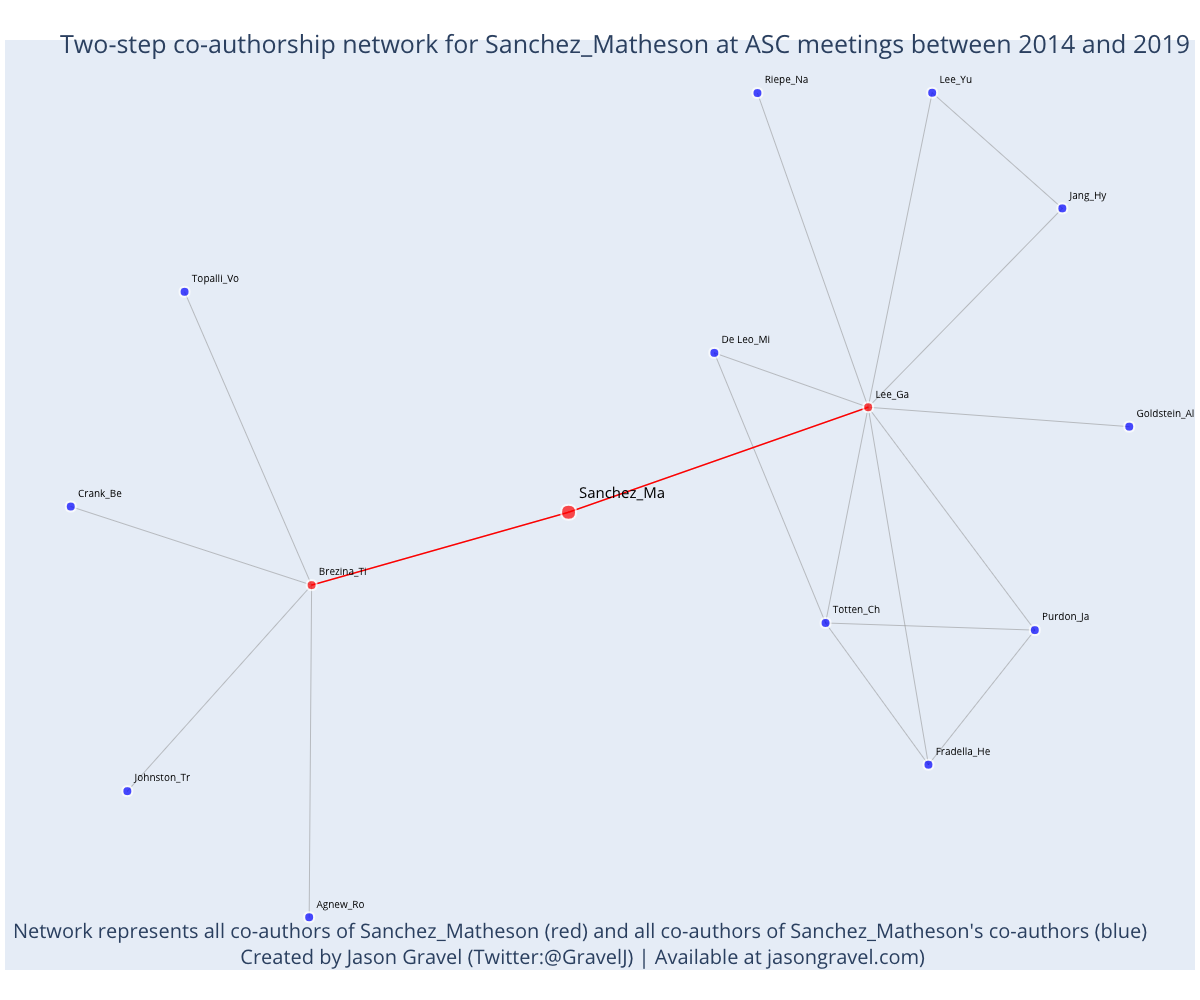 Two-step co-authorship network for Sanchez_Matheson at ASC meetings between 2014 and 2019
Riepe_Na
Lee_Yu
Jang_Hy
Topalli_Vo
De Leo_Mi
Lee_Ga
Goldstein_Al
Crank_Be
Sanchez_Ma
Brezina_Ti
Totten_Ch
Purdon_Ja
Fradella_He
Johnston_Tr
Agnew_Ro
Network represents all co-authors of Sanchez_Matheson (red) and all co-authors of Sanchez_Matheson's co-authors (blue)
Created by Jason Gravel (Twitter:@GravelJ) | Available at jasongravel.com)